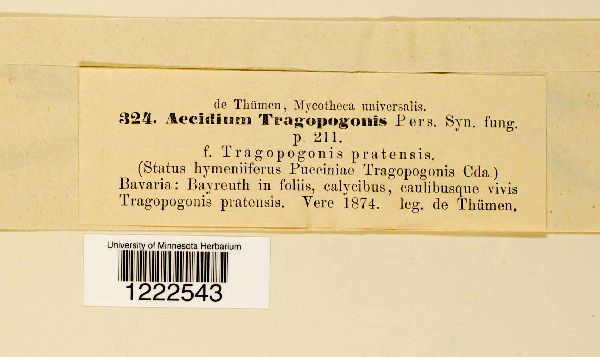 de Thümen, Mycotheca universalis.
324. Aecidium Tragopogonis Pers. Syn. fung.
p. 211.
f. Tragopogonis pratensis.
(Status hymeniiferus Pucciniae Tragopogonis Cda.)
Bavaria: Bayreuth in foliis, calycibus, caulibusque vivis
Tragopogonis pratensis. Vere 1874. leg. de Thümen.
University of Minnesota Herbarium
1222543